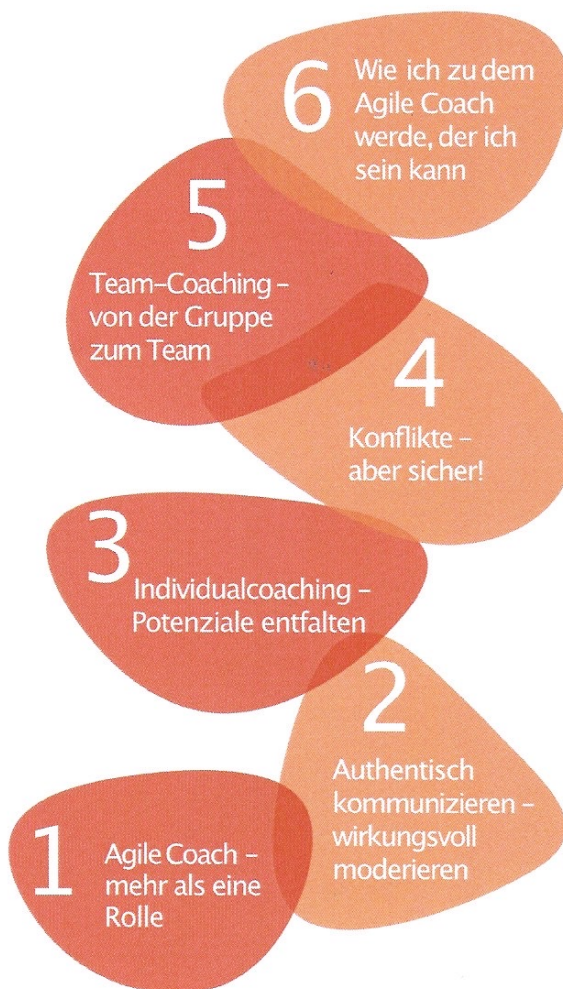 6
Wie ich zu dem
Agile Coach
werde, der ich
sein kann
5
Team-Coaching –
von der Gruppe
zum Team
4
Konflikte –
aber sicher!
3
Individualcoaching –
Potenziale entfalten
2
Authentisch
kommunizieren –
wirkungsvoll
moderieren
1
Agile Coach –
mehr als eine
Rolle